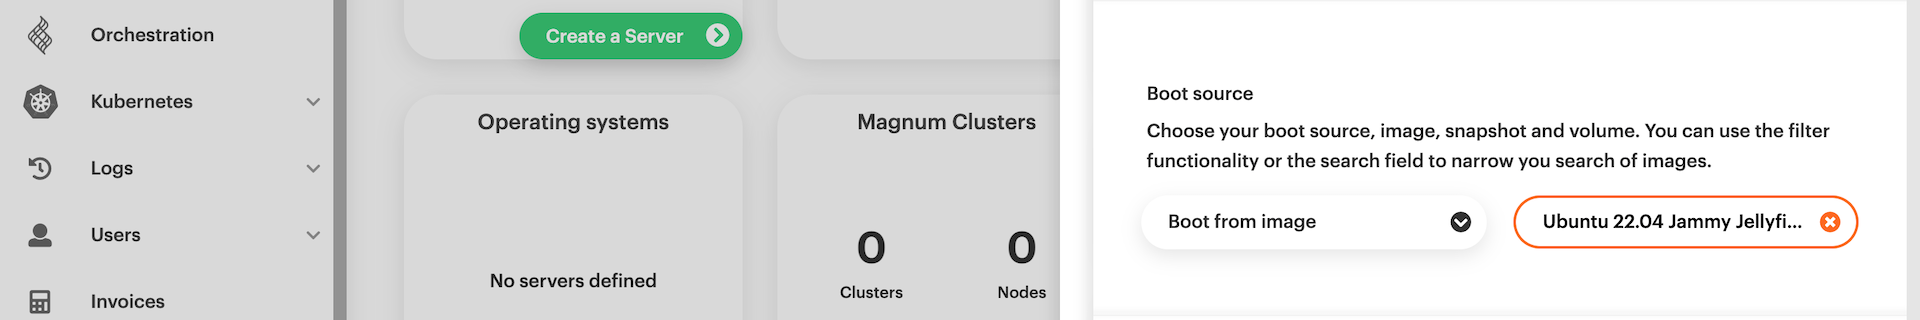 Orchestration
Kubernetes
Logs
Users
Invoices
Create a Server
Operating systems
No servers defined
Magnum Clusters
0
Clusters
0
Nodes
Boot source
Choose your boot source, image, snapshot and volume. You can use the filter
functionality or the search field to narrow you search of images.
Boot from image
Ubuntu 22.04 Jammy Jellyfi...